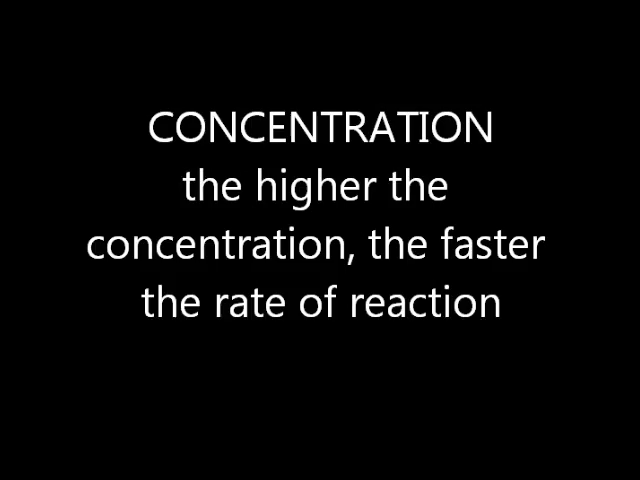 CONCENTRATION
the higher the
concentration, the faster
the rate of reaction